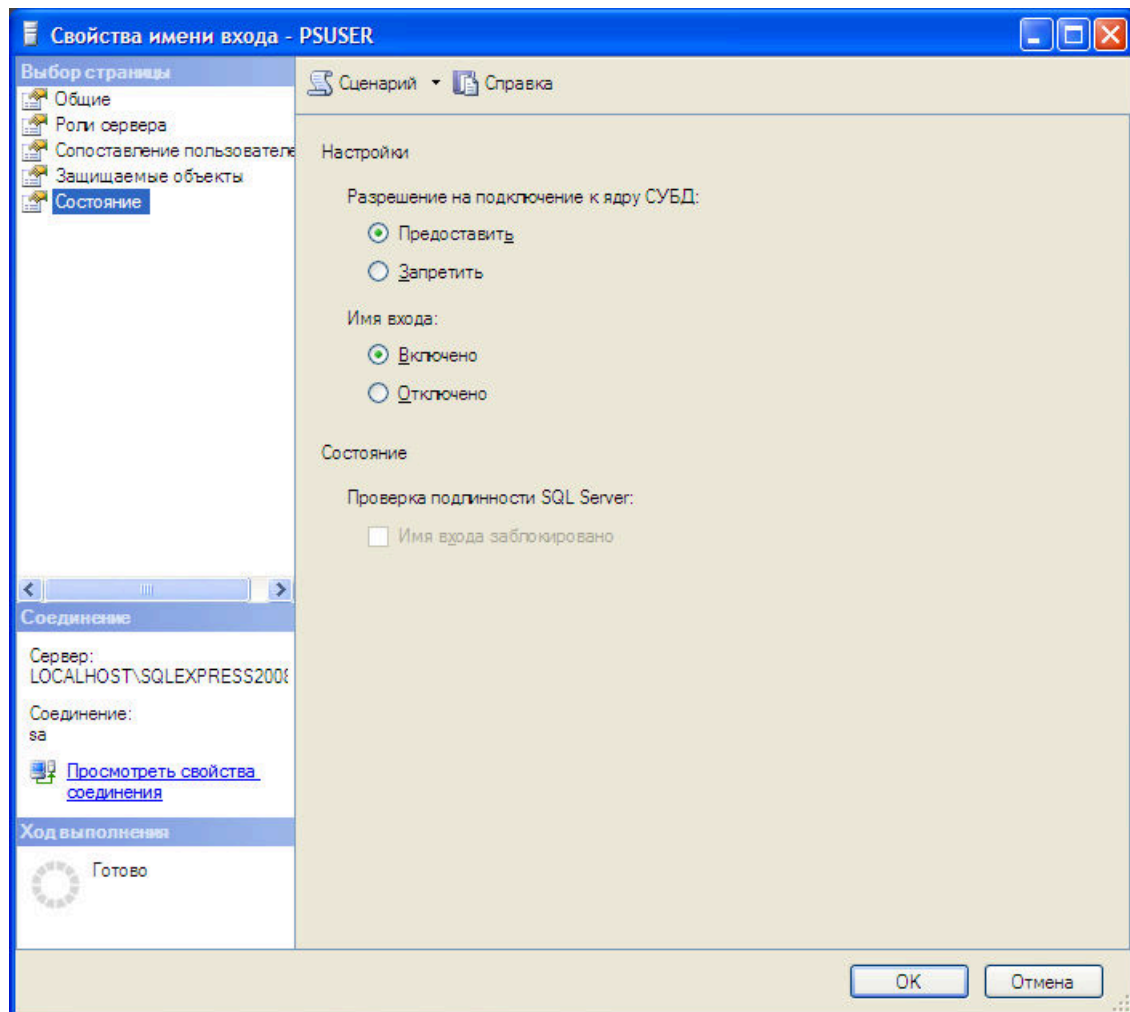 Свойства имени входа - PSUSER
Выбор страницы
Общие
Роли сервера
Сопоставление пользователе
Защищаемые объекты
Состояние
Сценарий
Справка
Настройки
Разрешение на подключение к ядру СУБД:
Предоставить
Запретить
Имя входа:
Включено
Отключено
Состояние
Проверка подлинности SQL Server:
Имя входа заблокировано
Соединение
Сервер:
LOCALHOST\SQLEXPRESS2008
Соединение:
sa
Просмотреть свойства
соединения
Ход выполнения
Готово
OK
Отмена